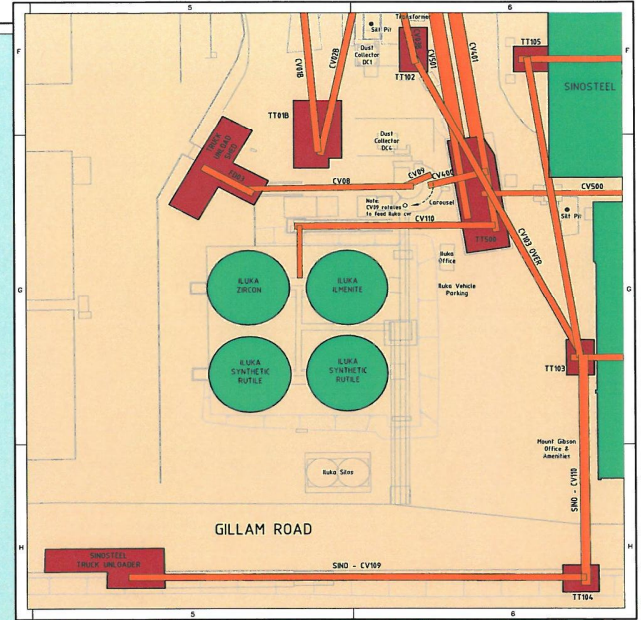 5
6
F
F
Transformer
Silt Pit
TT105
Dust
Collector
DC1
CV01B
CV02B
CV501
CV401
TT102
SINOSTEEL
TT01B
TRUCK
UNLOAD
SHED
Dust
Collector
DC4
CV08
CV09
CV400
CV500
Note:
CV09 rotates
to feed Iluka cvr
Carousel
CV110
Silt Pit
TT500
CV103 OVER
Iluka
Office
G
G
ILUKA
ZIRCON
ILUKA
ILMENITE
Iluka Vehicle
Parking
TT103
ILUKA
SYNTHETIC
RUTILE
ILUKA
SYNTHETIC
RUTILE
Mount Gibson
Office &
Amenities
Iluka Silos
SINO - CV110
GILLAM ROAD
H
H
SINOSTEEL
TRUCK UNLOADER
SINO - CV109
TT104
5
6